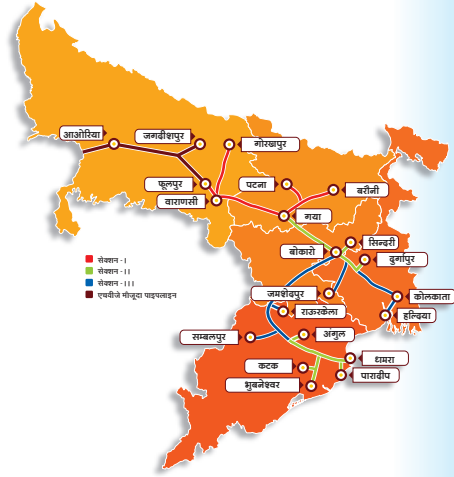 आओरिया
जगदीशपुर
गोरखपुर
फूलपुर
पटना
बरौनी
वाराणसी
गया
सिन्दरी
बोकारो
दुर्गापुर
सेक्शन -I
सेक्शन -II
सेक्शन -III
एचवीजे मौजूदा पाइपलाइन
जमशेदपुर
कोलकाता
राऊरकेला
हल्दिया
सम्बलपुर
अंगुल
धामरा
कटक
पारादीप
भुबनेश्वर